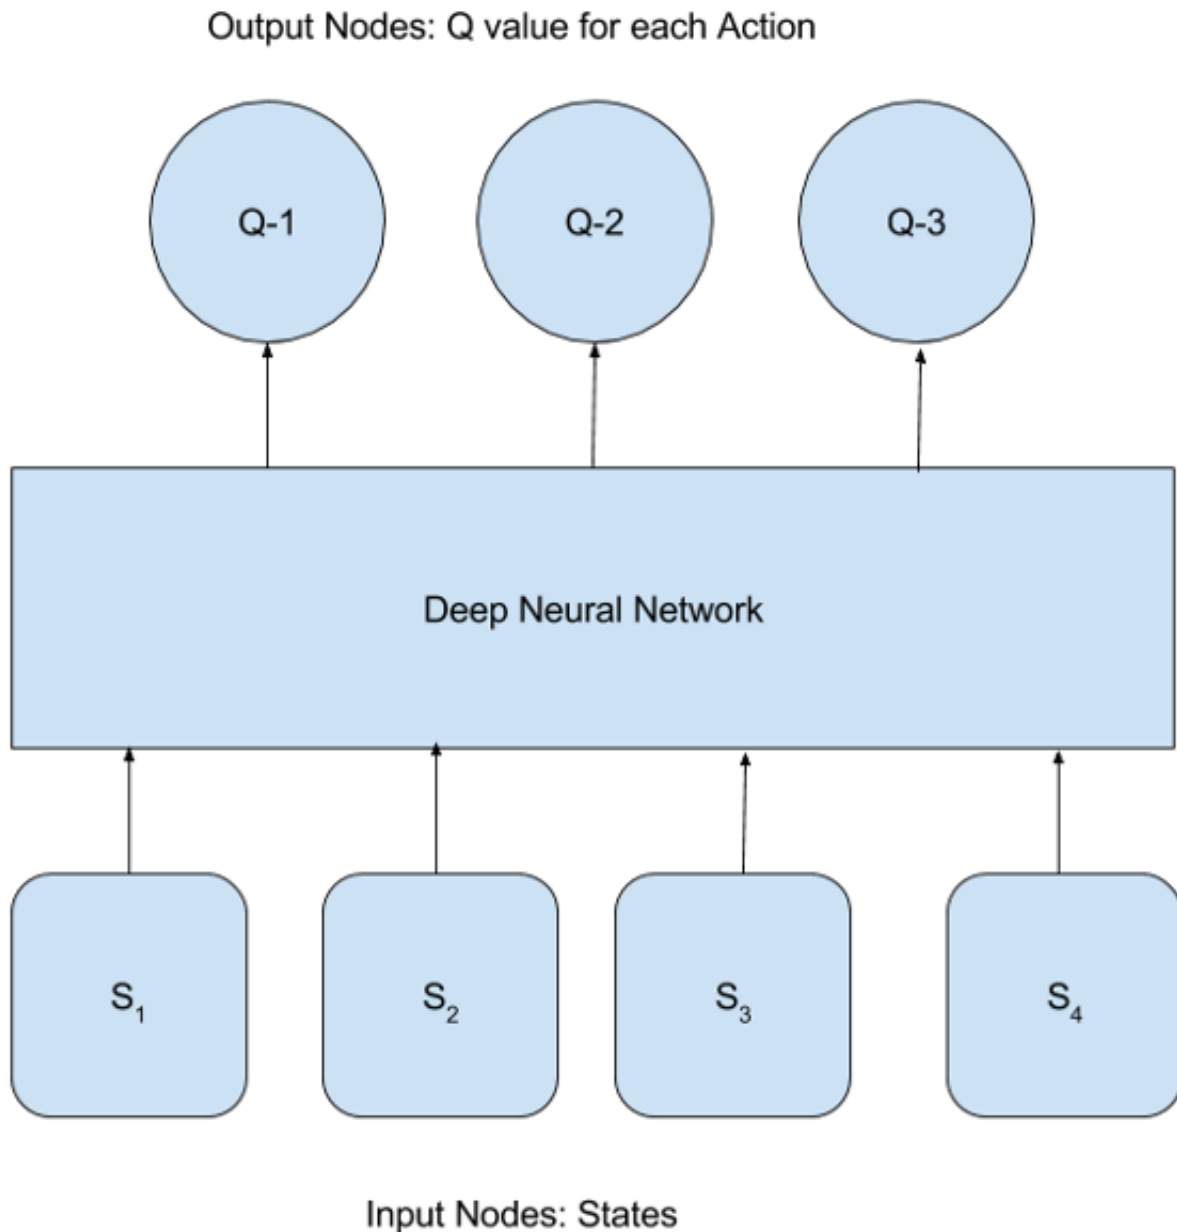 Output Nodes: Q value for each Action
Q-1
Q-2
Q-3
Deep Neural Network
S1
S2
S3
S4
Input Nodes: States